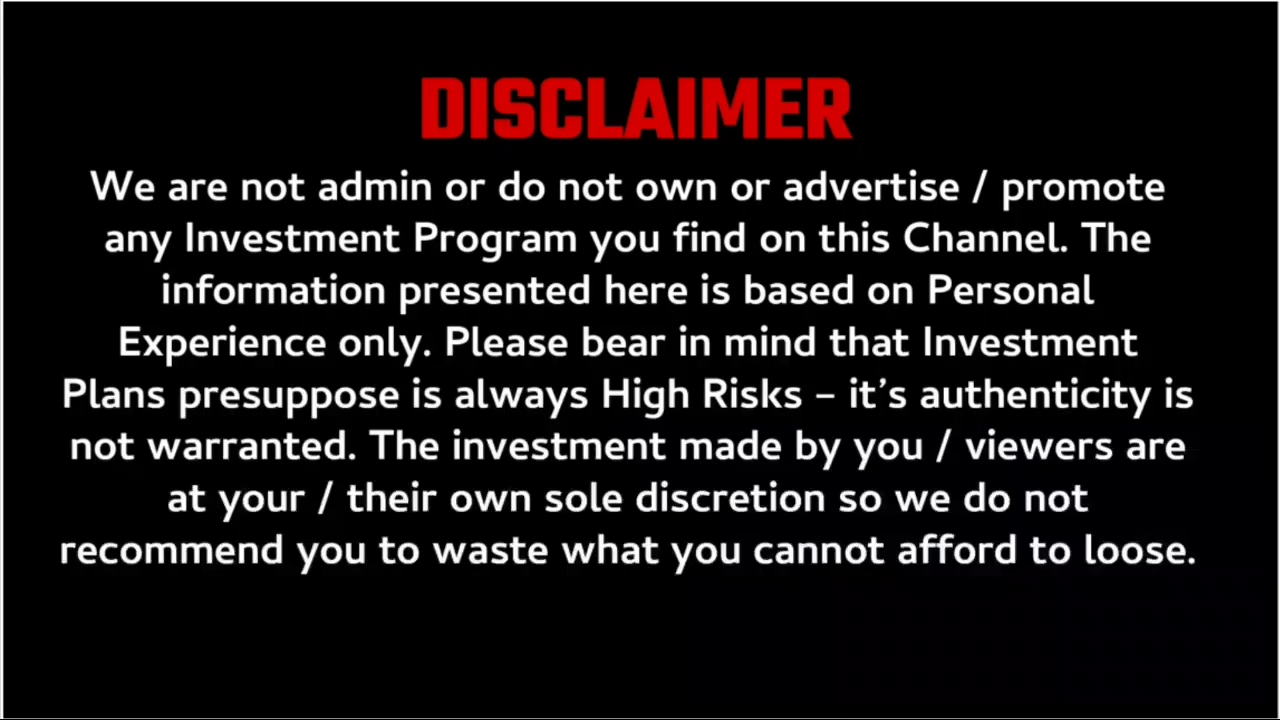 DISCLAIMER
We are not admin or do not own or advertise / promote
any Investment Program you find on this Channel. The
information presented here is based on Personal
Experience only. Please bear in mind that Investment
Plans presuppose is always High Risks – it’s authenticity is
not warranted. The investment made by you / viewers are
at your / their own sole discretion so we do not
recommend you to waste what you cannot afford to loose.